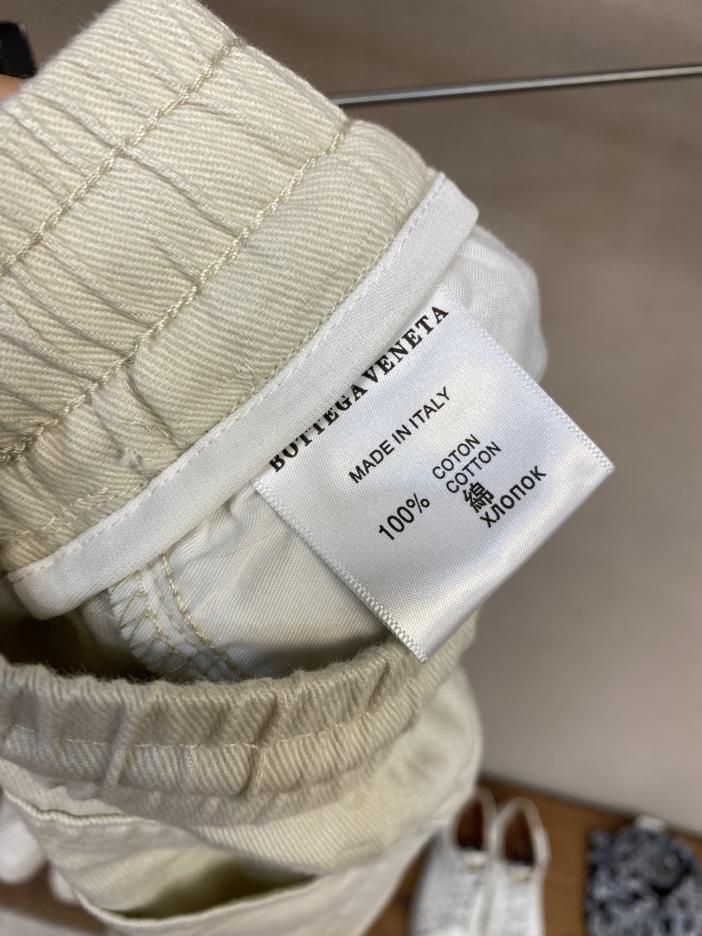 BOTTEGA VENETA
MADE IN ITALY
100% COTON
COTTON
綿
ХЛОПОК